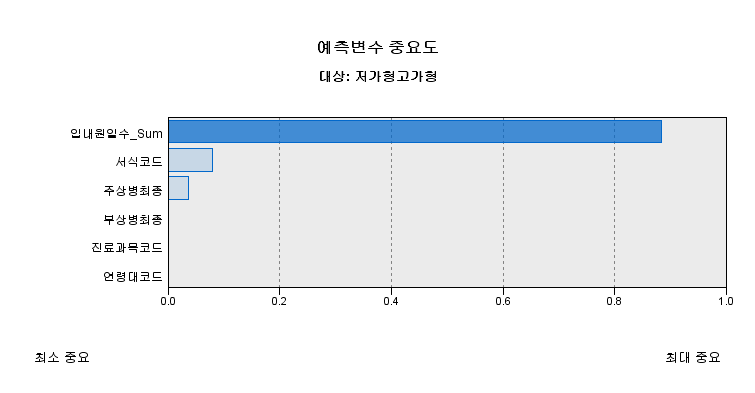 예측변수 중요도
대상: 저가형고가형
입내원일수_Sum
서식코드
주상병최종
부상병최종
진료과목코드
연령대코드
0.0 0.2 0.4 0.6 0.8 1.0
최소 중요 최대 중요